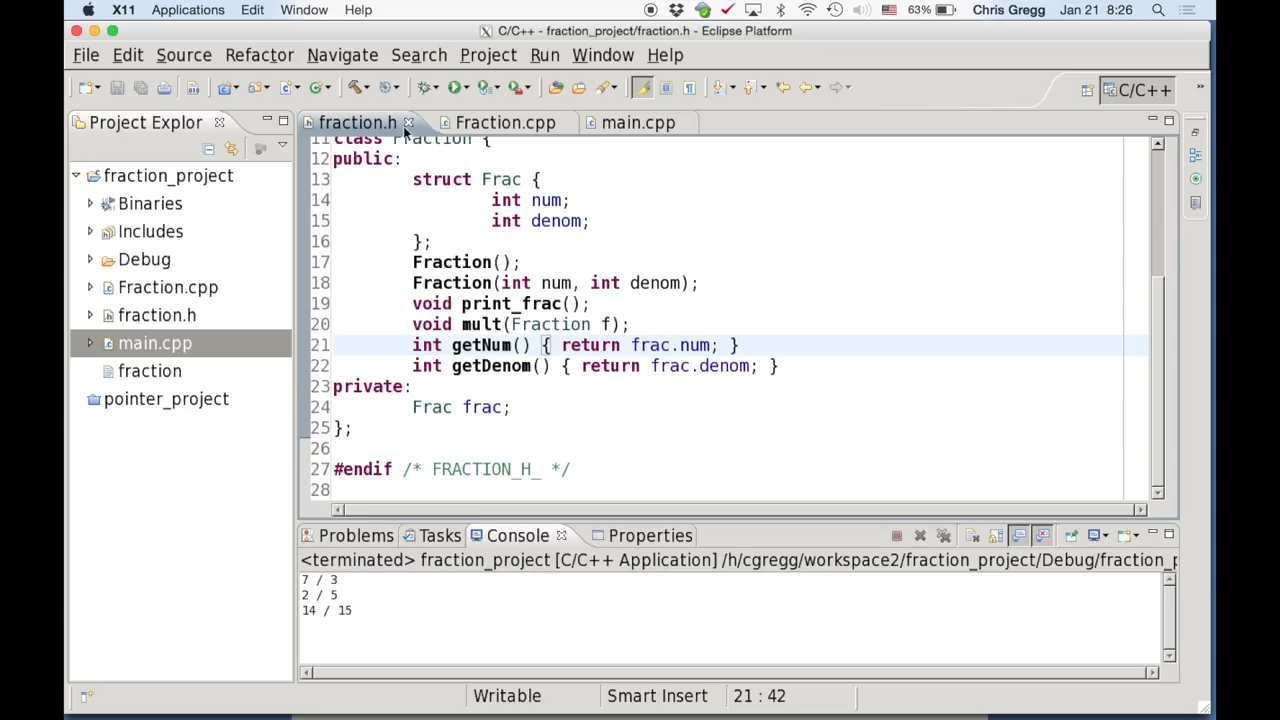 X11 Applications Edit Window Help 63% Chris Gregg Jan 21 8:26
C/C++ - fraction_project/fraction.h - Eclipse Platform
File Edit Source Refactor Navigate Search Project Run Window Help
C/C++
Project Explor
fraction.h Fraction.cpp main.cpp
fraction_project
Binaries
Includes
Debug
Fraction.cpp
fraction.h
main.cpp
fraction
pointer_project
11 class Fraction {
12 public:
13 struct Frac {
14 int num;
15 int denom;
16 };
17 Fraction();
18 Fraction(int num, int denom);
19 void print_frac();
20 void mult(Fraction f);
21 int getNum() { return frac.num; }
22 int getDenom() { return frac.denom; }
23 private:
24 Frac frac;
25 };
26
27 #endif /* FRACTION_H_ */
28
Problems Tasks Console Properties
<terminated> fraction_project [C/C++ Application] /h/cgregg/workspace2/fraction_project/Debug/fraction_p
7 / 3
2 / 5
14 / 15
Writable Smart Insert 21 : 42